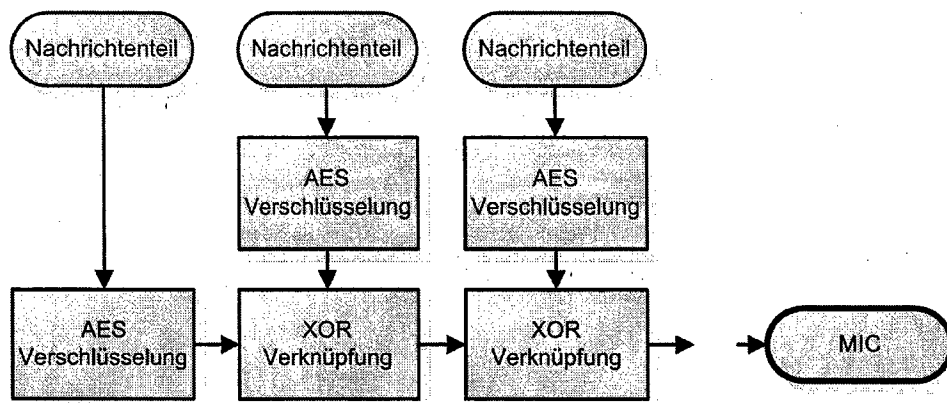 Nachrichtenteil
Nachrichtenteil
Nachrichtenteil
AES
Verschlüsselung
AES
Verschlüsselung
AES
Verschlüsselung
XOR
Verknüpfung
XOR
Verknüpfung
MIC